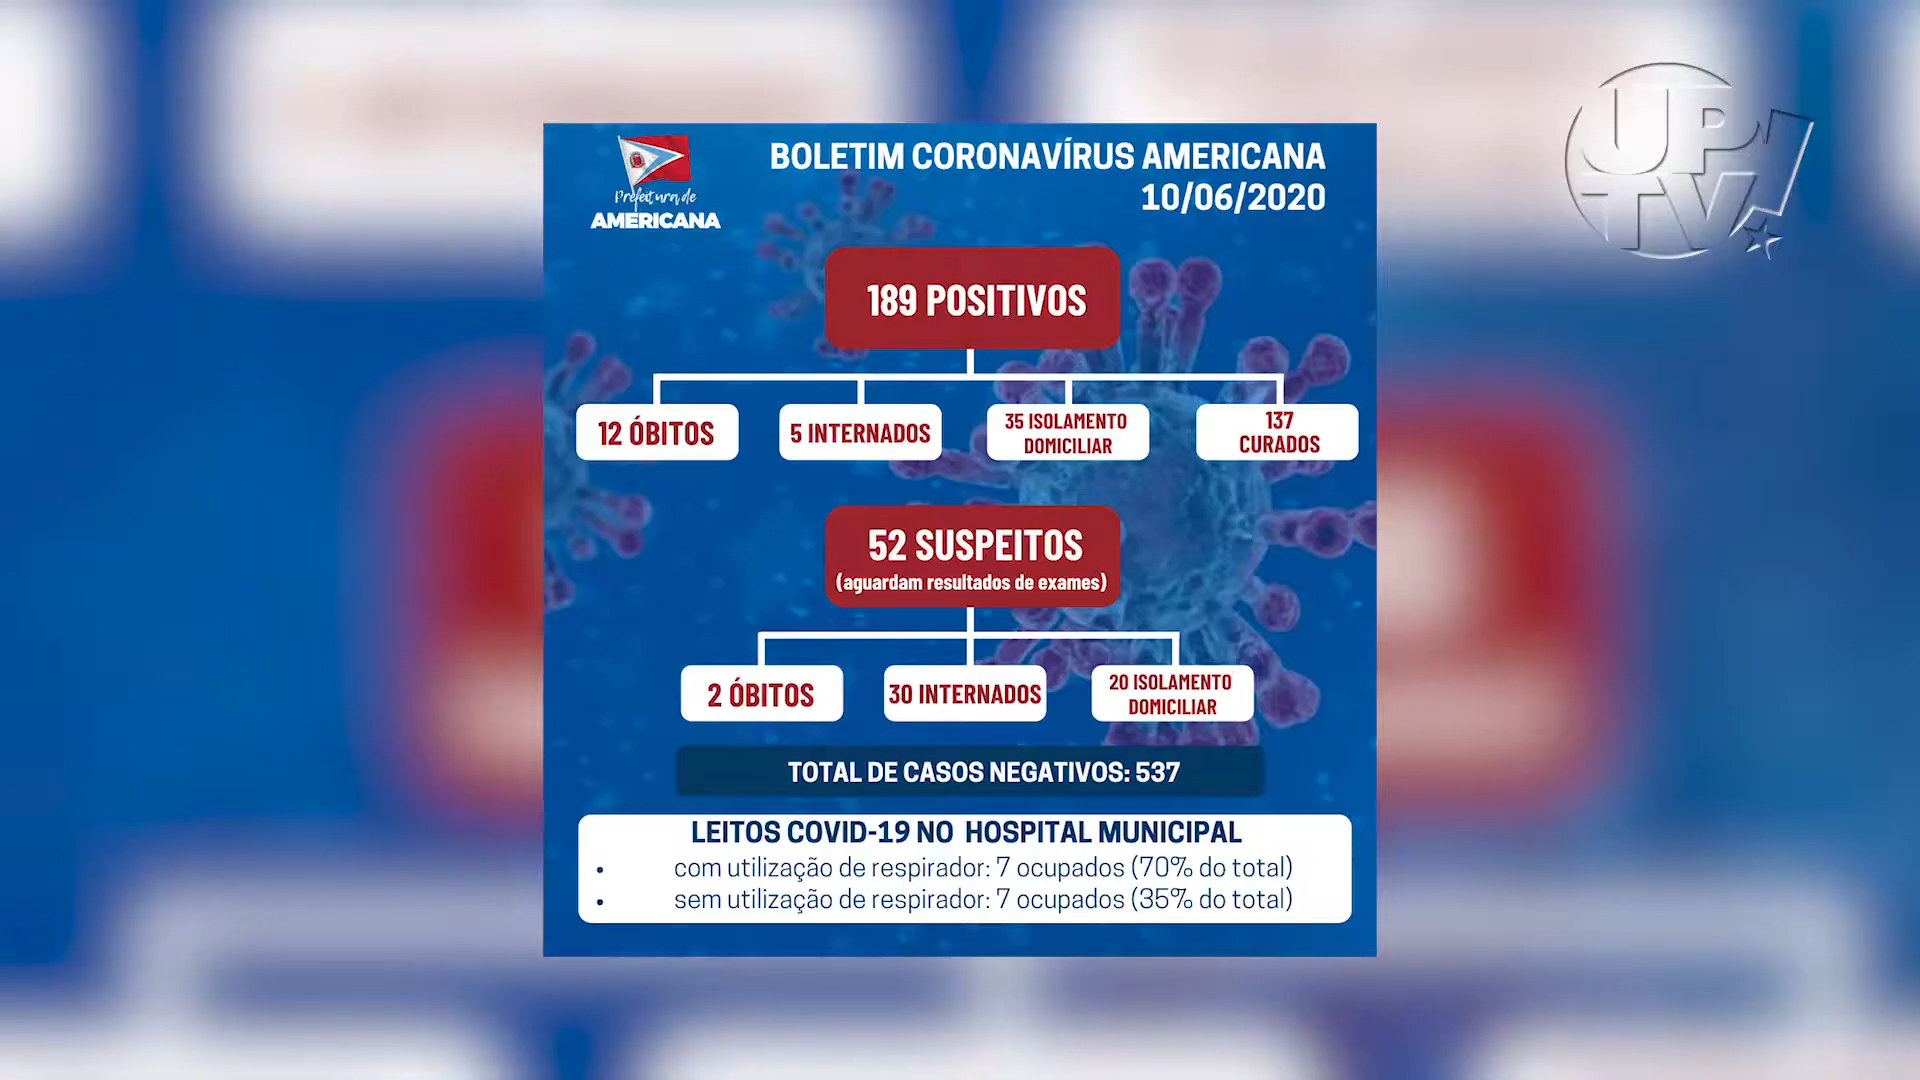 UP
TV!
Prefeitura de
AMERICANA
BOLETIM CORONAVÍRUS AMERICANA
10/06/2020
189 POSITIVOS
12 ÓBITOS
5 INTERNADOS
35 ISOLAMENTO
DOMICILIAR
137
CURADOS
52 SUSPEITOS
(aguardam resultados de exames)
2 ÓBITOS
30 INTERNADOS
20 ISOLAMENTO
DOMICILIAR
TOTAL DE CASOS NEGATIVOS: 537
LEITOS COVID-19 NO HOSPITAL MUNICIPAL
• com utilização de respirador: 7 ocupados (70% do total)
• sem utilização de respirador: 7 ocupados (35% do total)